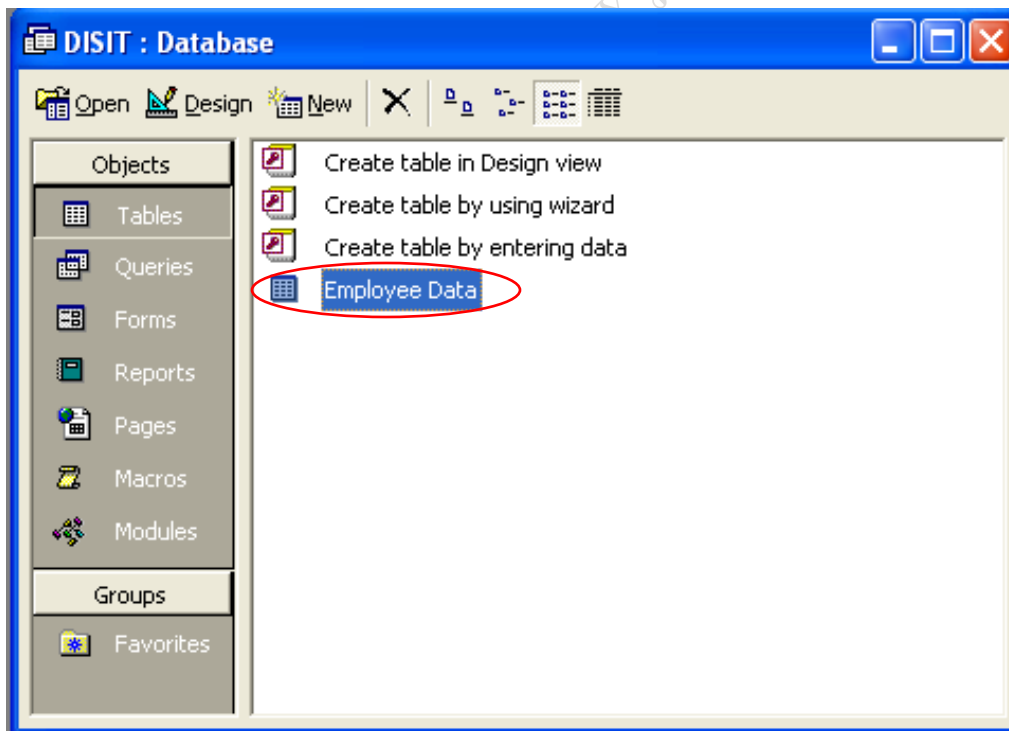 DISIT : Database
Open Design New
Objects
Tables
Queries
Forms
Reports
Pages
Macros
Modules
Groups
Favorites
Create table in Design view
Create table by using wizard
Create table by entering data
Employee Data